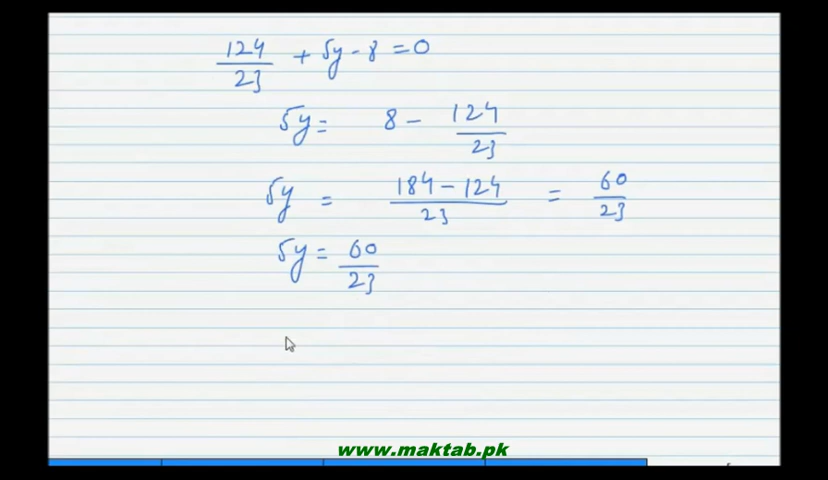 124/23 + 5y - 8 = 0
5y = 8 - 124/23
5y = 184 - 124/23 = 60/23
5y = 60/23
www.maktab.pk